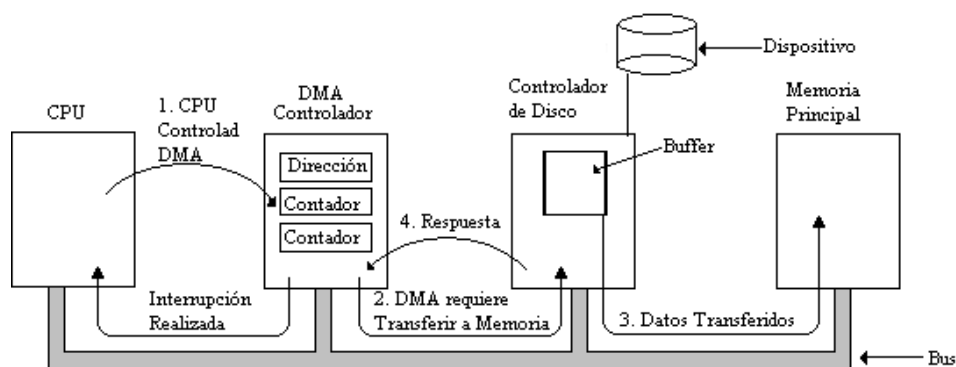 Dispositivo
CPU
1. CPU
Controlad
DMA
DMA
Controlador
Controlador
de Disco
Memoria
Principal
Dirección
Contador
Contador
Buffer
4. Respuesta
Interrupción
Realizada
2. DMA requiere
Transferir a Memoria
3. Datos Transferidos
Bus